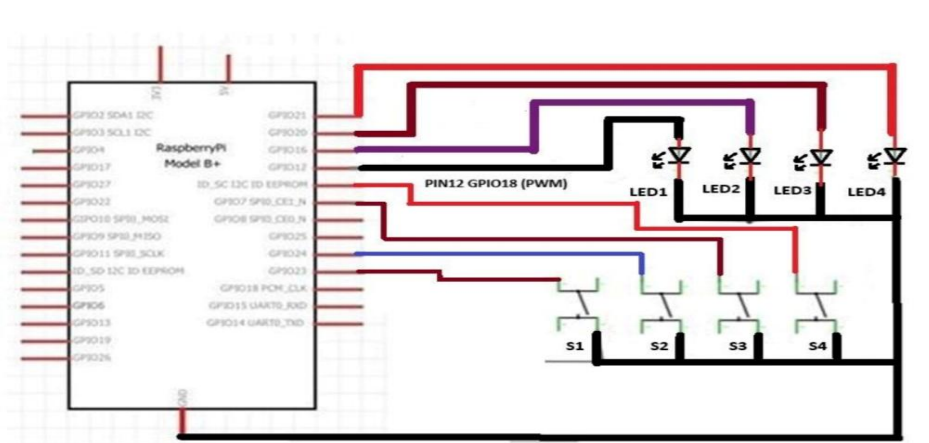 3V3
5V
GPIO2 SDA1 I2C
GPIO3 SCL1 I2C
GPIO4
GPIO17
GPIO27
GPIO22
GIPO10 SPI0_MOSI
GPIO9 SPI0_MISO
GPIO11 SPI0_SCLK
ID_SD I2C ID EEPROM
GPIO5
GPIO6
GPIO13
GPIO19
GPIO26
RaspberryPi
Model B+
GPIO21
GPIO20
GPIO16
GPIO12
ID_SC I2C ID EEPROM
GPIO7 SPI0_CE1_N
GPIO8 SPI0_CE0_N
GPIO25
GPIO24
GPIO23
GPIO18 PCM_CLK
GPIO15 UART0_RXD
GPIO14 UART0_TXD
GND
PIN12 GPIO18 (PWM)
LED1
LED2
LED3
LED4
S1
S2
S3
S4